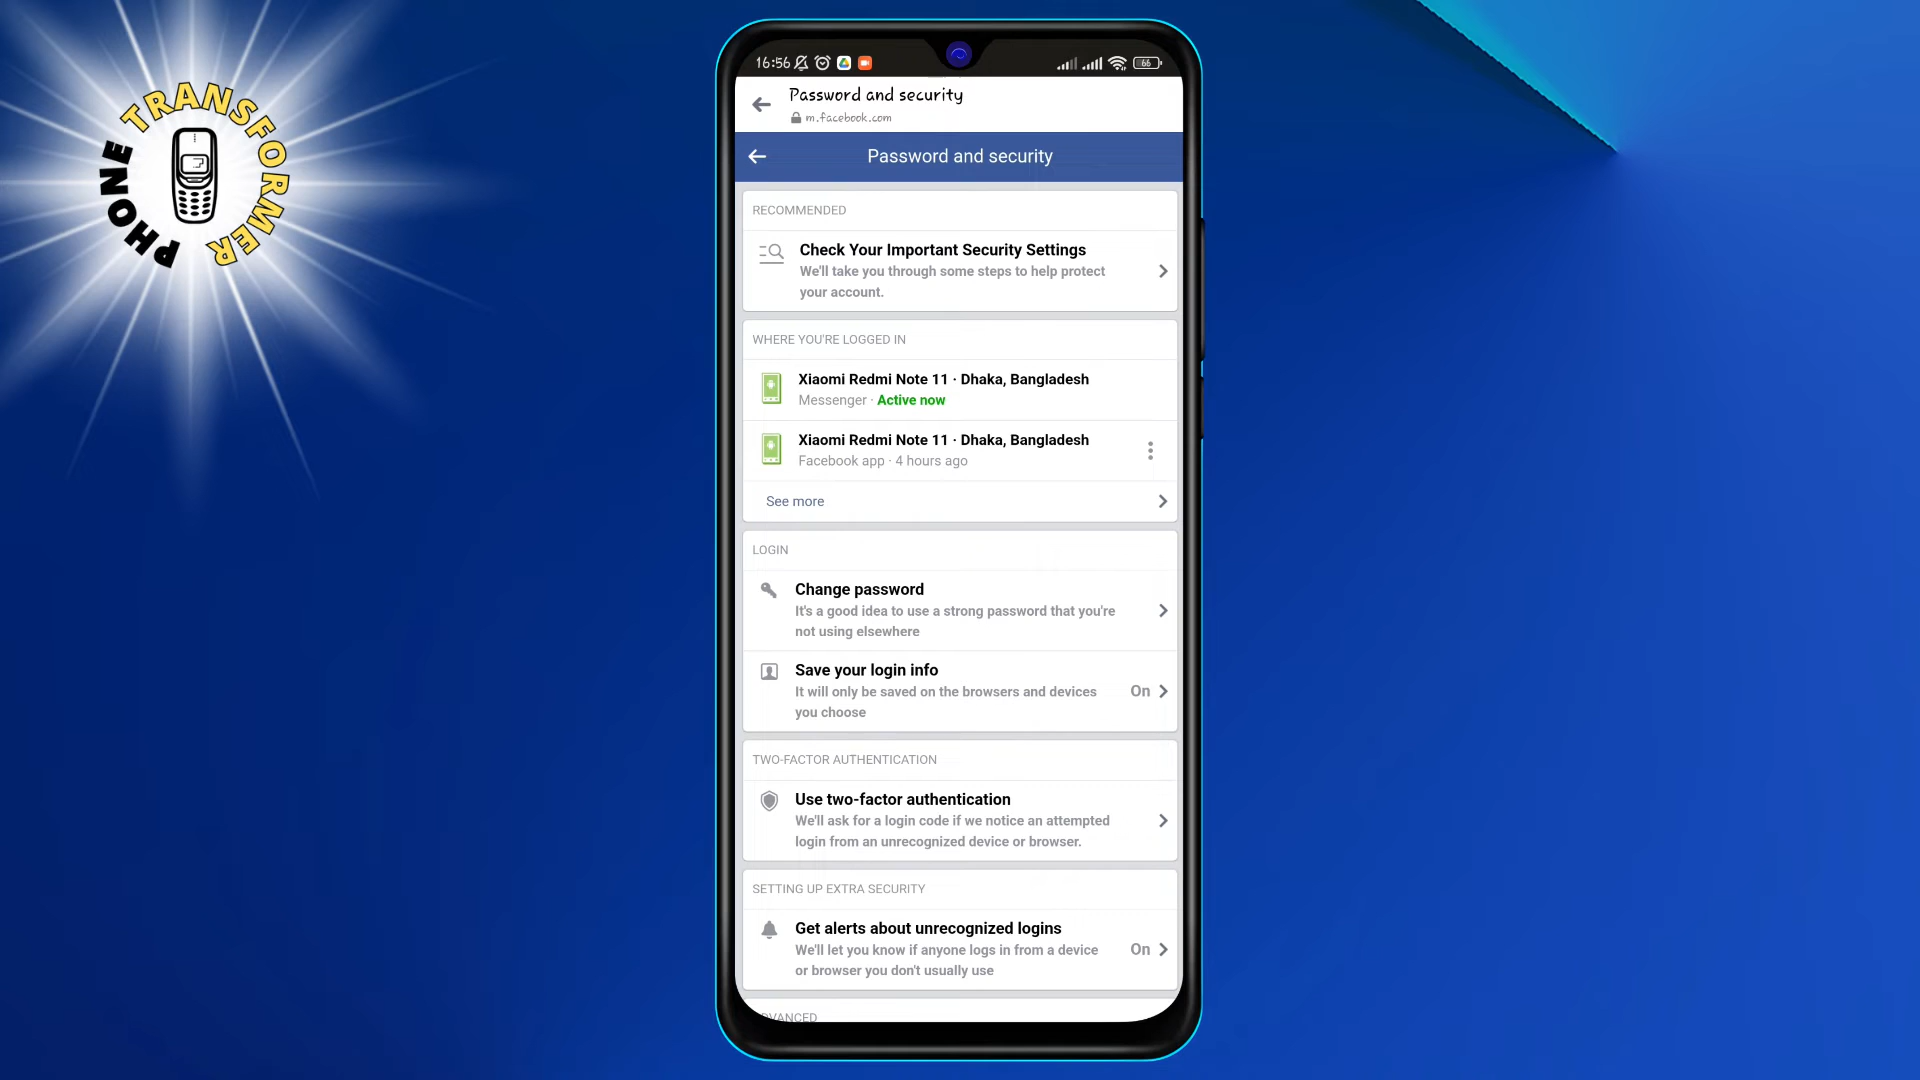 PHONE TRANSFORMER
16:56
66
Password and security
m.facebook.com
Password and security
RECOMMENDED
Check Your Important Security Settings
We'll take you through some steps to help protect
your account.
WHERE YOU'RE LOGGED IN
Xiaomi Redmi Note 11 · Dhaka, Bangladesh
Messenger · Active now
Xiaomi Redmi Note 11 · Dhaka, Bangladesh
Facebook app · 4 hours ago
See more
LOGIN
Change password
It's a good idea to use a strong password that you're
not using elsewhere
Save your login info
It will only be saved on the browsers and devices
you choose
On
TWO-FACTOR AUTHENTICATION
Use two-factor authentication
We'll ask for a login code if we notice an attempted
login from an unrecognized device or browser.
SETTING UP EXTRA SECURITY
Get alerts about unrecognized logins
We'll let you know if anyone logs in from a device
or browser you don't usually use
On
ADVANCED